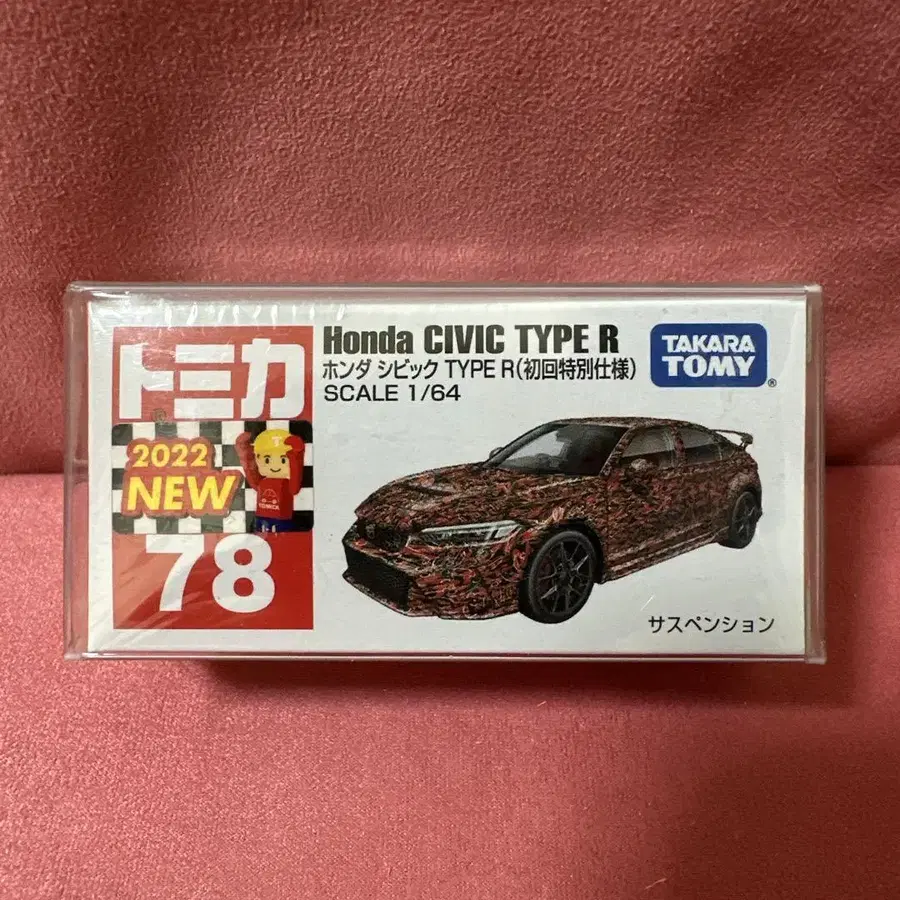 トミカ
2022
NEW
TOMICA
78
Honda CIVIC TYPE R
ホンダ シビック TYPE R(初回特別仕様)
SCALE 1/64
TAKARA
TOMY®
サスペンション